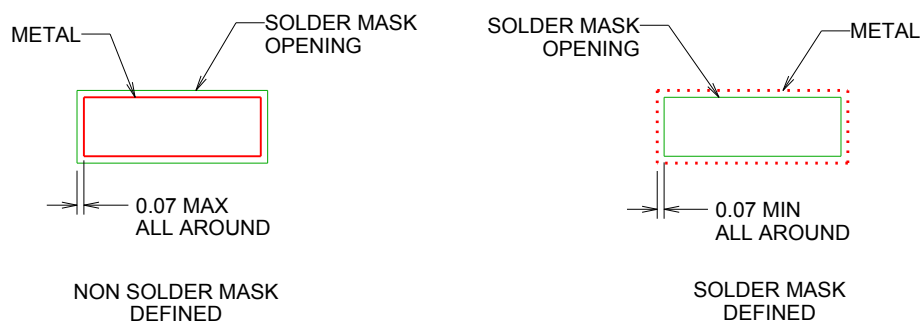 METAL
SOLDER MASK
OPENING
0.07 MAX
ALL AROUND
NON SOLDER MASK
DEFINED
SOLDER MASK
OPENING
METAL
0.07 MIN
ALL AROUND
SOLDER MASK
DEFINED